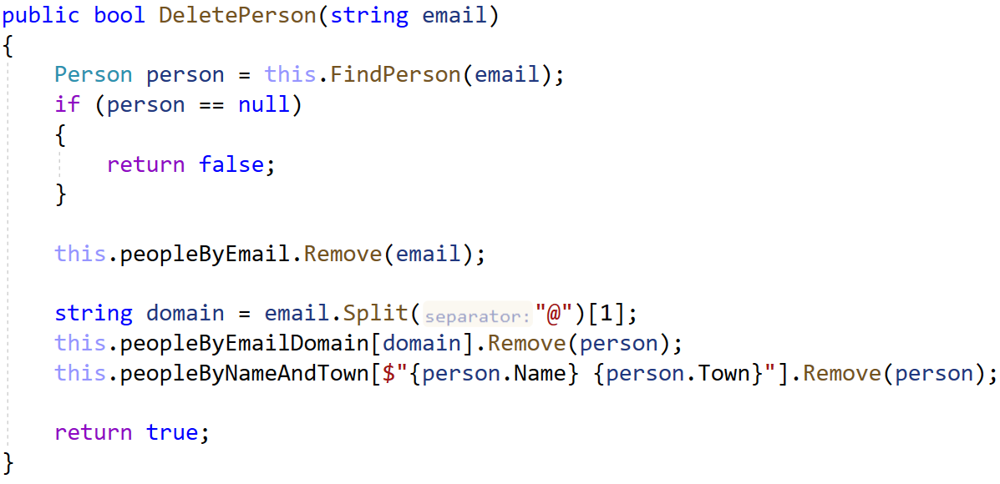 public bool DeletePerson(string email)
{
    Person person = this.FindPerson(email);
    if (person == null)
    {
        return false;
    }

    this.peopleByEmail.Remove(email);

    string domain = email.Split(separator:"@")[1];
    this.peopleByEmailDomain[domain].Remove(person);
    this.peopleByNameAndTown[$"{person.Name} {person.Town}"].Remove(person);

    return true;
}